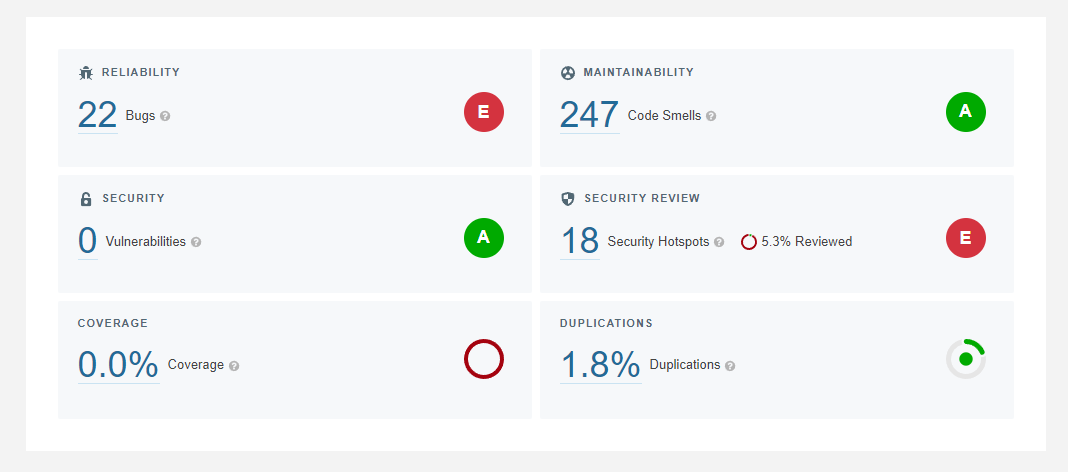 RELIABILITY
22 Bugs ?
E
MAINTAINABILITY
247 Code Smells ?
A
SECURITY
0 Vulnerabilities ?
A
SECURITY REVIEW
18 Security Hotspots ? 5.3% Reviewed
E
COVERAGE
0.0% Coverage ?
DUPLICATIONS
1.8% Duplications ?